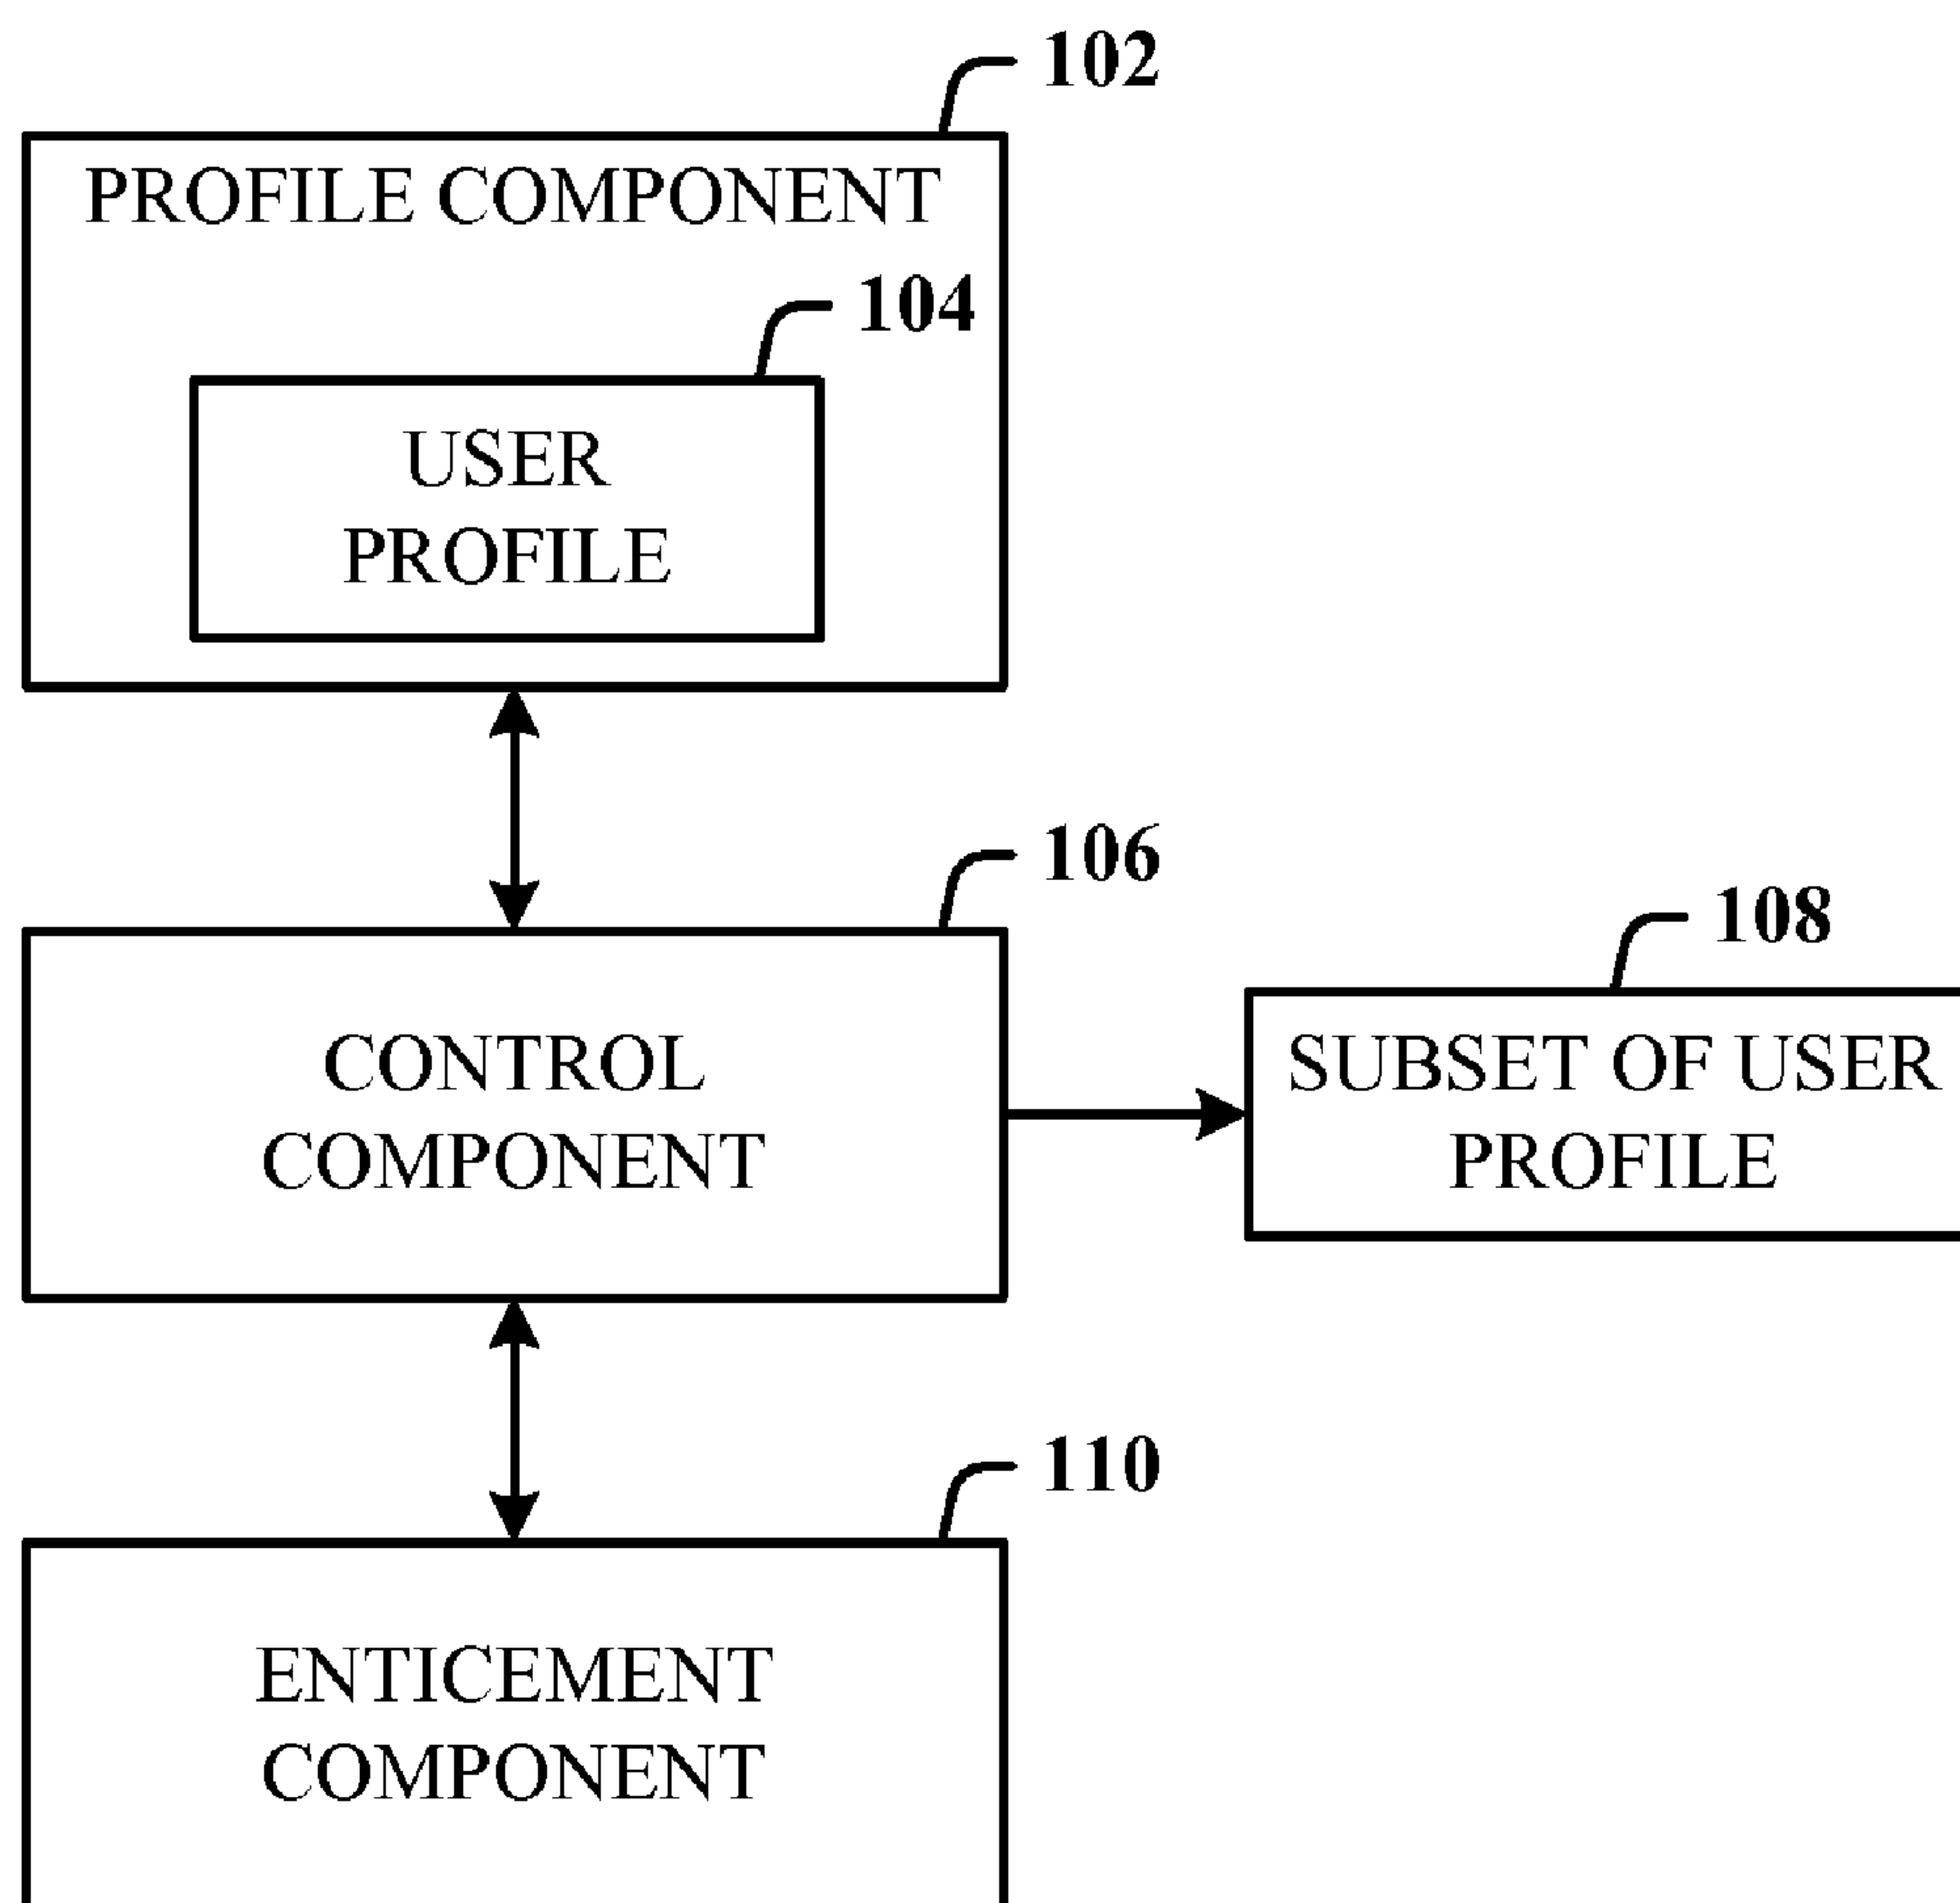 102
PROFILE COMPONENT
104
USER
PROFILE
106
CONTROL
COMPONENT
108
SUBSET OF USER
PROFILE
110
ENTICEMENT
COMPONENT